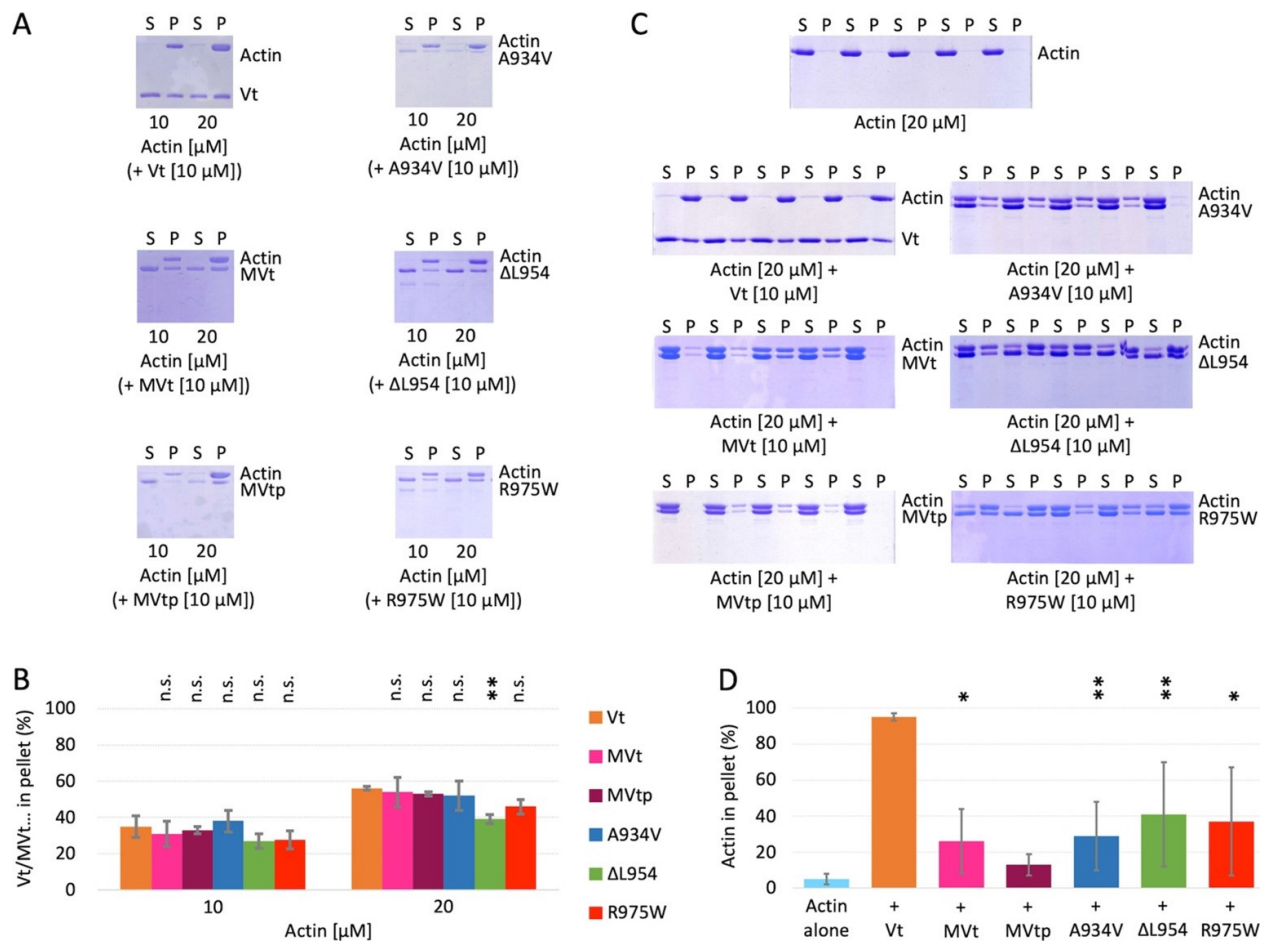 A
S P S P
Actin
Vt
10 20
Actin [µM]
(+ Vt [10 µM])
S P S P
Actin
A934V
10 20
Actin [µM]
(+ A934V [10 µM])
S P S P
Actin
MVt
10 20
Actin [µM]
(+ MVt [10 µM])
S P S P
Actin
ΔL954
10 20
Actin [µM]
(+ ΔL954 [10 µM])
S P S P
Actin
MVtp
10 20
Actin [µM]
(+ MVtp [10 µM])
S P S P
Actin
R975W
10 20
Actin [µM]
(+ R975W [10 µM])
B
n.s. n.s. n.s. n.s. n.s. n.s. n.s. n.s. ** n.s.
Vt/MVt... in pellet (%)
100
80
60
40
20
0
10 20
Actin [µM]
Vt
MVt
MVtp
A934V
ΔL954
R975W
C
S P S P S P S P S P
Actin
Actin [20 µM]
S P S P S P S P S P
Actin
Vt
Actin [20 µM] +
Vt [10 µM]
S P S P S P S P S P
Actin
A934V
Actin [20 µM] +
A934V [10 µM]
S P S P S P S P S P
Actin
MVt
Actin [20 µM] +
MVt [10 µM]
S P S P S P S P S P
Actin
ΔL954
Actin [20 µM] +
ΔL954 [10 µM]
S P S P S P S P S P
Actin
MVtp
Actin [20 µM] +
MVtp [10 µM]
S P S P S P S P S P
Actin
R975W
Actin [20 µM] +
R975W [10 µM]
D
* ** ** *
Actin in pellet (%)
100
80
60
40
20
0
Actin alone
+ Vt
+ MVt
+ MVtp
+ A934V
+ ΔL954
+ R975W